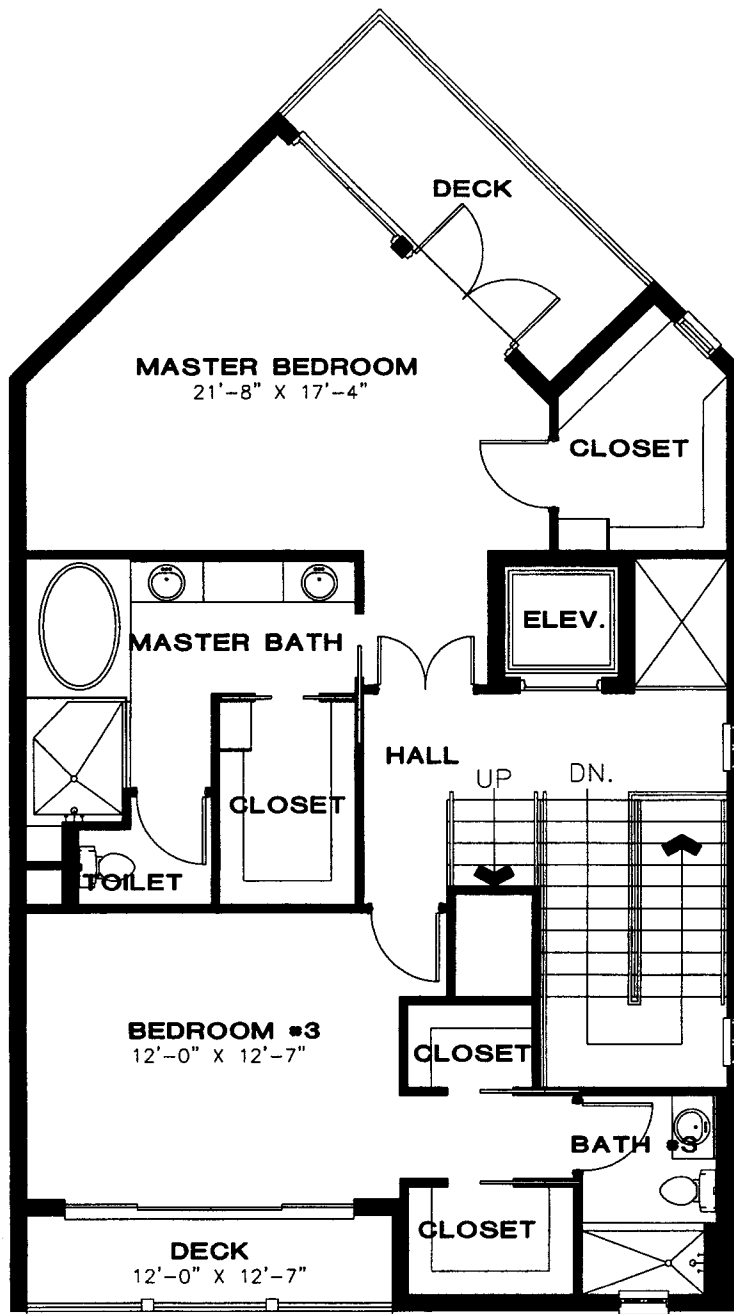 DECK
MASTER BEDROOM
21'-8" X 17'-4"
CLOSET
ELEV.
MASTER BATH
HALL
UP
DN.
CLOSET
TOILET
BEDROOM #3
12'-0" X 12'-7"
CLOSET
BATH #3
CLOSET
DECK
12'-0" X 12'-7"